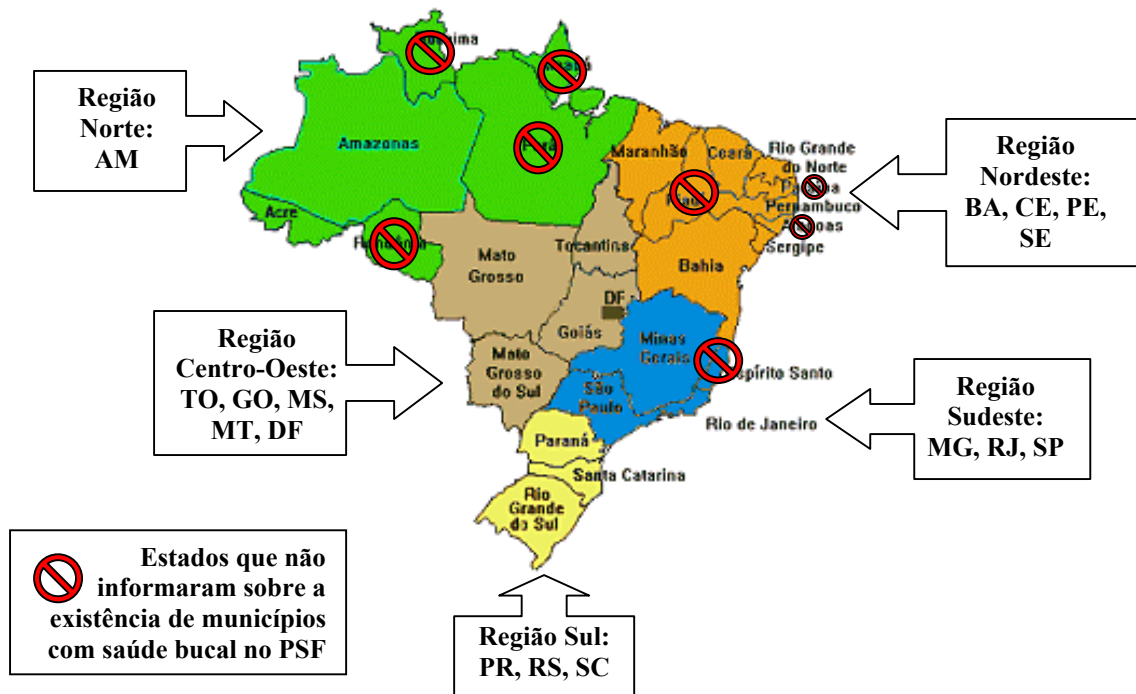 Região
Norte:
AM
Amazonas
Acre
Maranhão
Ceará
Rio Grande
do Norte
Pernambuco
Sergipe
Bahia
Tocantins
Mato
Grosso
DF
Goiás
Minas
Gerais
Mato
Grosso
do Sul
São
Paulo
Rio de Janeiro
Paraná
Santa Catarina
Rio
Grande
do Sul
Região
Nordeste:
BA, CE, PE,
SE
Região
Centro-Oeste:
TO, GO, MS,
MT, DF
Região
Sudeste:
MG, RJ, SP
Estados que não
informaram sobre a
existência de municípios
com saúde bucal no PSF
Região Sul:
PR, RS, SC